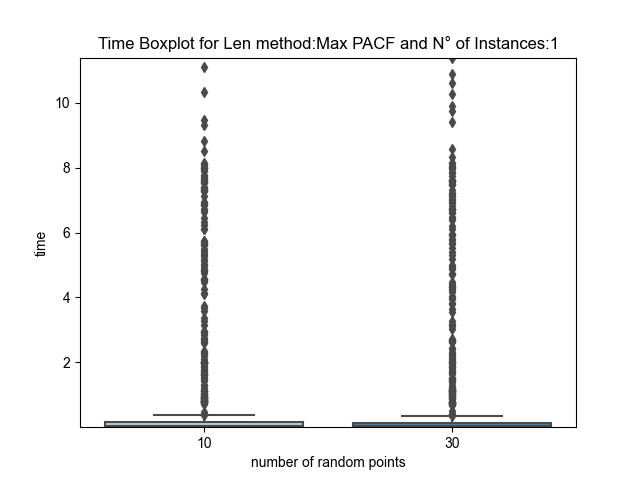 Time Boxplot for Len method:Max PACF and N° of Instances:1
10
8
6
4
2
time
10
30
number of random points